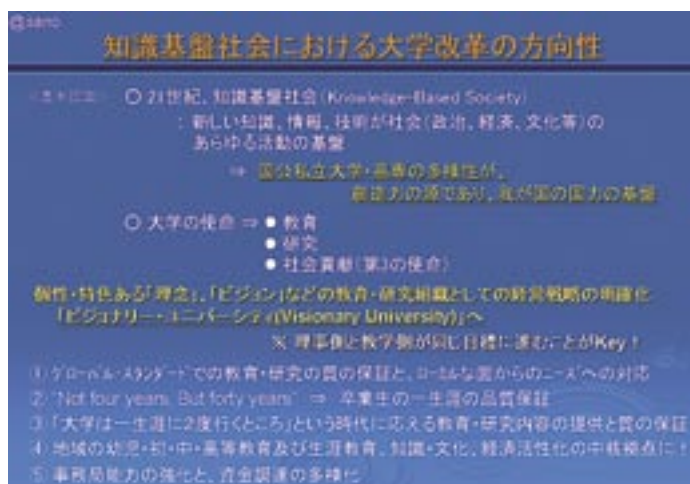 @sano
知識基盤社会における大学改革の方向性
○ 21世紀、知識基盤社会(Knowledge-Based Society)
: 新しい知識、情報、技術が社会(政治、経済、文化等)の
あらゆる活動の基盤
⇒ 国公私立大学・高専の多様性が、
創造力の源であり、我が国の国力の基盤
○ 大学の使命 ⇒ ● 教育
● 研究
● 社会貢献(第3の使命)
個性・特色ある「理念」、「ビジョン」などの教育・研究組織としての経営戦略の明確化
「ビジョナリー・ユニバーシティ(Visionary University)」へ
※ 理事側と教学側が同じ目標に進むことがKey!
① グローバル・スタンダードでの教育・研究の質の保証と、ローカルな面からのニーズへの対応
② "Not four years, But forty years" ⇒ 卒業生の一生涯の品質保証
③ 「大学は一生涯に2度行くところ」という時代に応える教育・研究内容の提供と質の保証
④ 地域の幼児・初・中・高等教育及び生涯教育、知識・文化、経済活性化の中核拠点に!
⑤ 事務局能力の強化と、資金調達の多様化